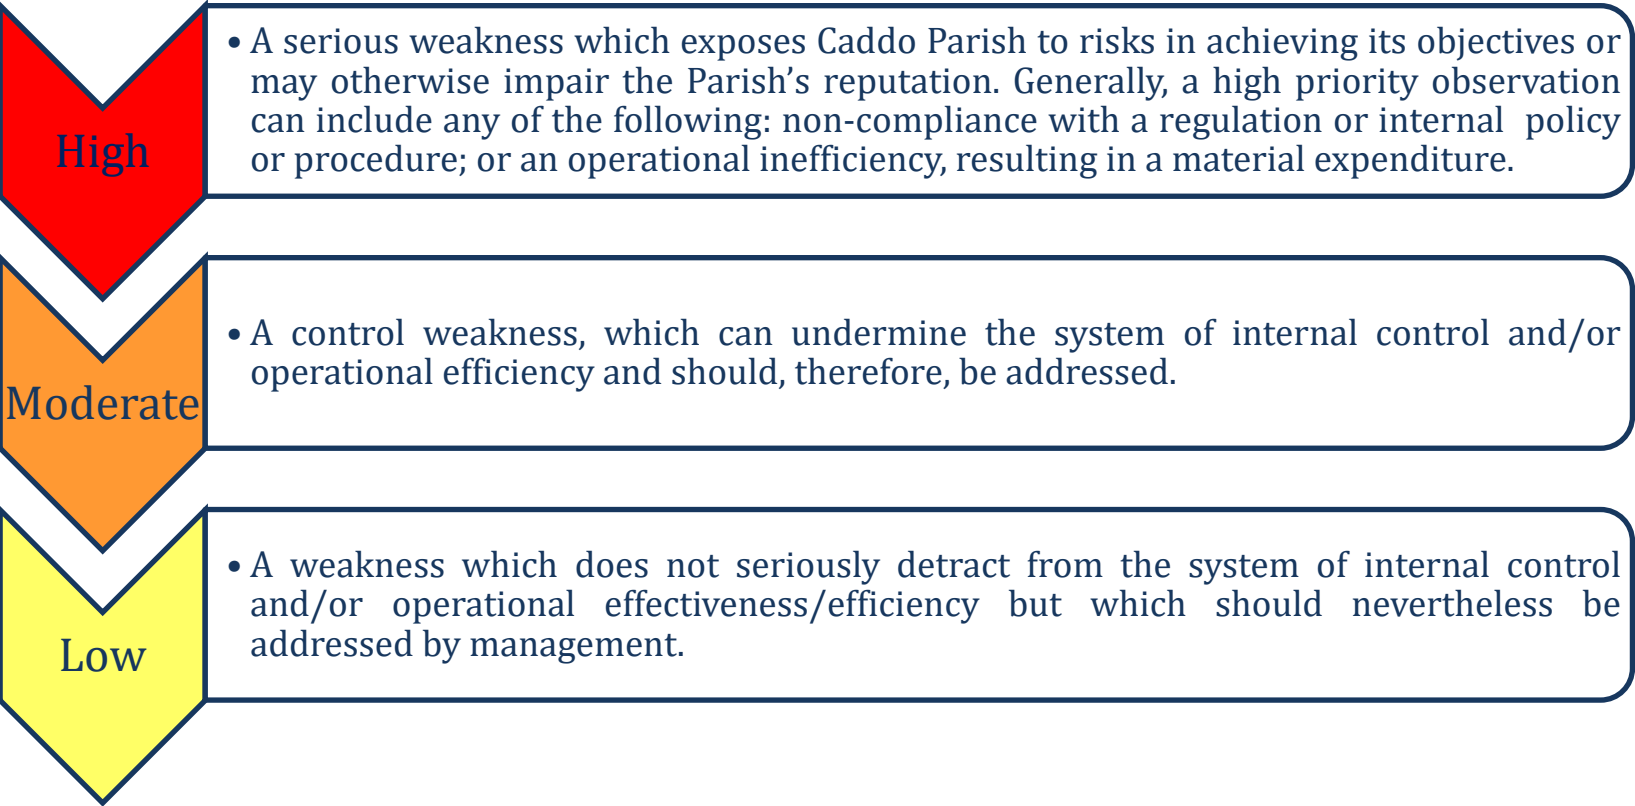 High
• A serious weakness which exposes Caddo Parish to risks in achieving its objectives or
may otherwise impair the Parish’s reputation. Generally, a high priority observation
can include any of the following: non-compliance with a regulation or internal policy
or procedure; or an operational inefficiency, resulting in a material expenditure.
Moderate
• A control weakness, which can undermine the system of internal control and/or
operational efficiency and should, therefore, be addressed.
Low
• A weakness which does not seriously detract from the system of internal control
and/or operational effectiveness/efficiency but which should nevertheless be
addressed by management.